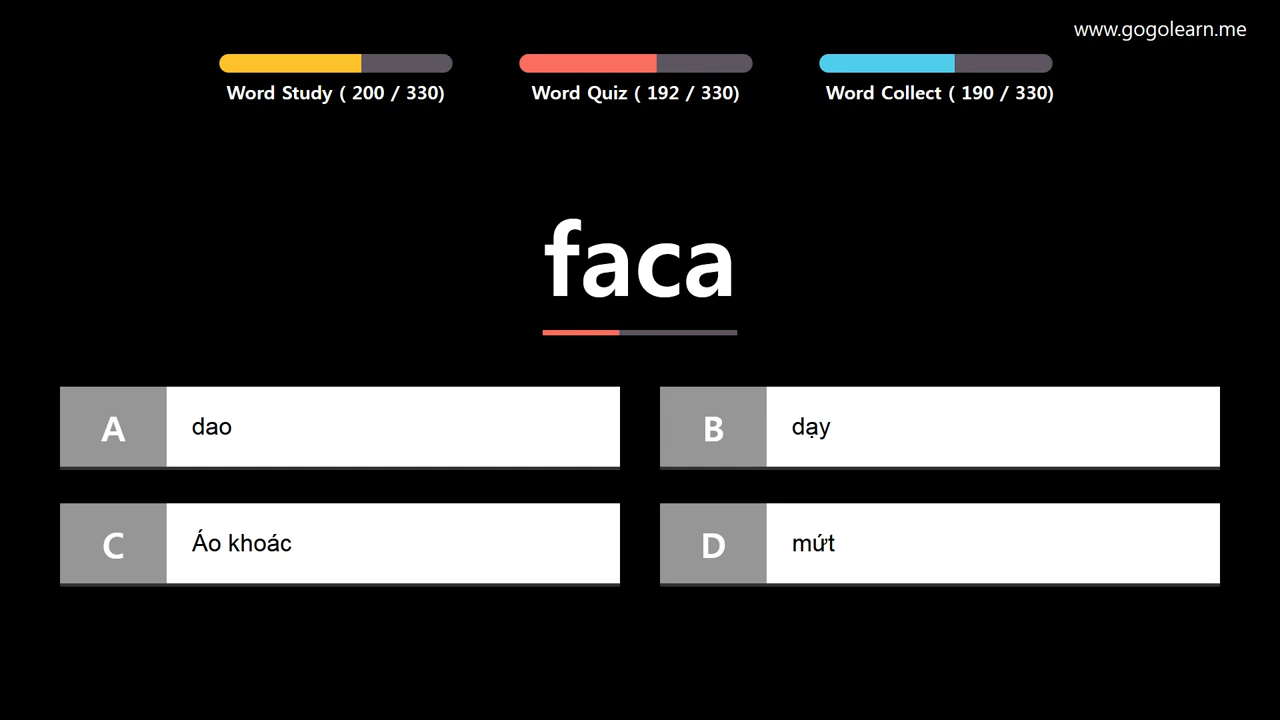 www.gogolearn.me
Word Study ( 200 / 330)
Word Quiz ( 192 / 330)
Word Collect ( 190 / 330)
faca
A
dao
B
dạy
C
Áo khoác
D
mứt